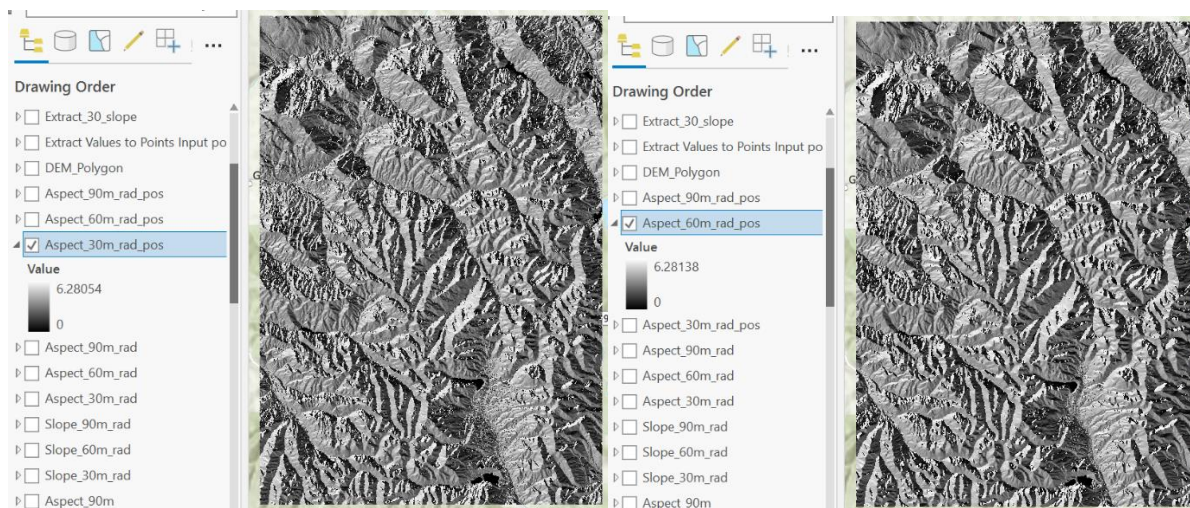 Drawing Order
Extract_30_slope
Extract Values to Points Input po
DEM_Polygon
Aspect_90m_rad_pos
Aspect_60m_rad_pos
Aspect_30m_rad_pos
Value
6.28054
0
Aspect_90m_rad
Aspect_60m_rad
Aspect_30m_rad
Slope_90m_rad
Slope_60m_rad
Slope_30m_rad
Aspect_90m
Drawing Order
Extract_30_slope
Extract Values to Points Input po
DEM_Polygon
Aspect_90m_rad_pos
Aspect_60m_rad_pos
Value
6.28138
0
Aspect_30m_rad_pos
Aspect_90m_rad
Aspect_60m_rad
Aspect_30m_rad
Slope_90m_rad
Slope_60m_rad
Slope_30m_rad
Aspect_90m